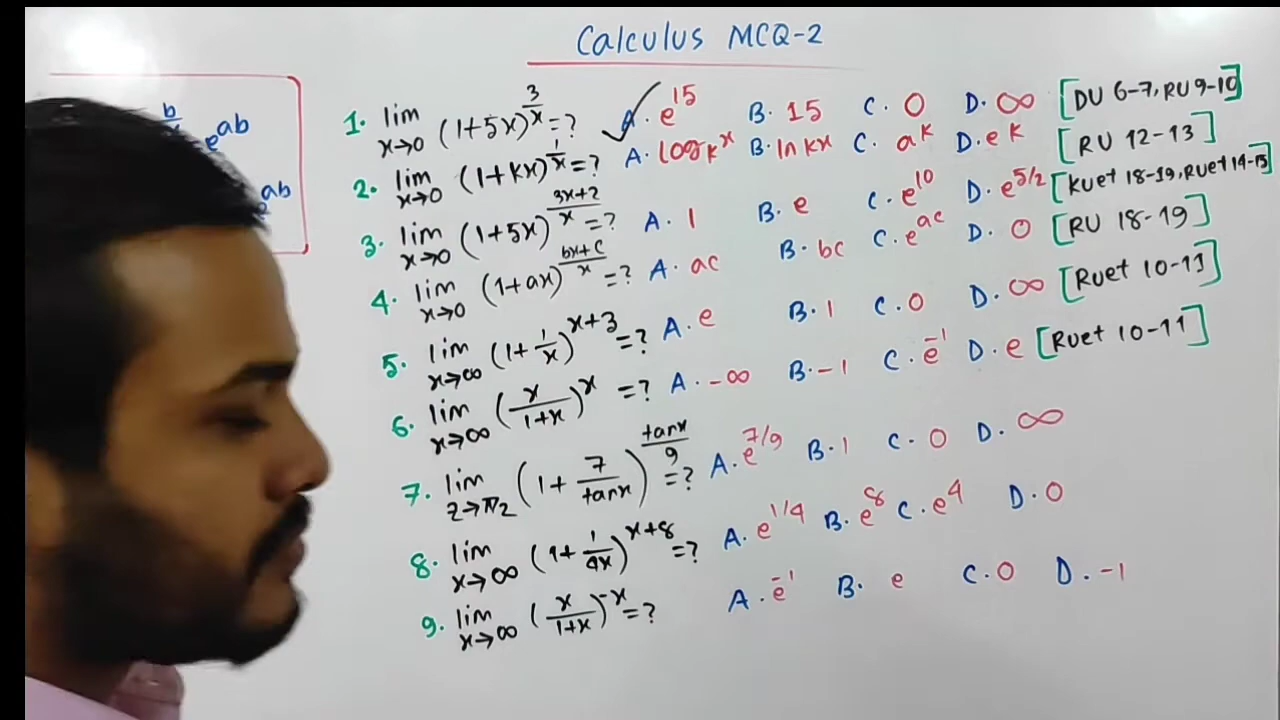 Calculus MCQ-2
b
e^ab
ab
1. lim x→0 (1+5x)^(3/x) =? A. e^15 B. 15 C. 0 D. ∞ [DU 6-7, RU 9-10]
2. lim x→0 (1+kx)^(1/x) =? A. log k^x B. ln kx C. a^k D. e^k [RU 12-13]
3. lim x→0 (1+5x)^((3x+2)/x) =? A. 1 B. e C. e^10 D. e^5/2 [Kuet 18-19, Ruet 14-15]
4. lim x→0 (1+ax)^((bx+c)/x) =? A. ac B. bc C. e^ac D. 0 [RU 18-19]
5. lim x→∞ (1+1/x)^(x+3) =? A. e B. 1 C. 0 D. ∞ [Ruet 10-11]
6. lim x→∞ (x/(1+x))^x =? A. -∞ B. -1 C. e^-1 D. e [Ruet 10-11]
7. lim z→π/2 (1+7/tanx)^(tanx/9) =? A. e^7/9 B. 1 C. 0 D. ∞
8. lim x→∞ (1+1/4x)^(x+8) =? A. e^1/4 B. e^8 C. e^4 D. 0
9. lim x→∞ (x/(1+x))^-x =? A. e^-1 B. e C. 0 D. -1